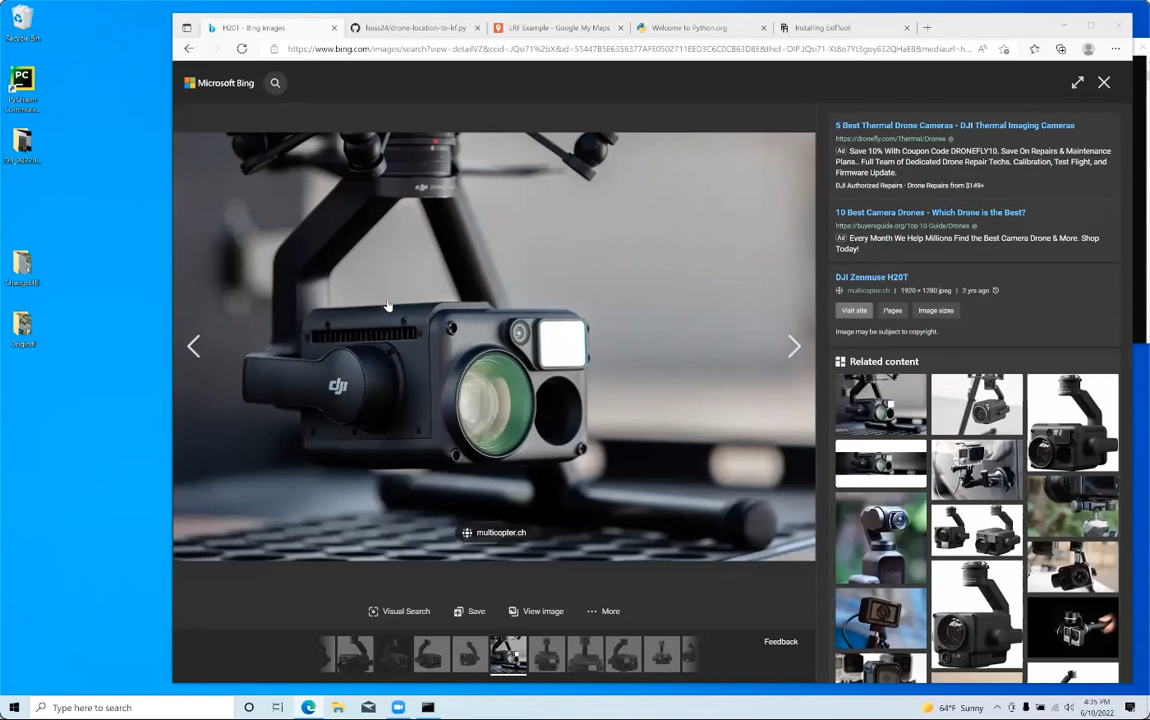 Recycle Bin
H20T - Bing images
hoss24/drone-location-to-lrf.py
LRF Example - Google My Maps
Welcome to Python.org
Installing ExifTool
Microsoft Bing
dji
multicopter.ch
Visual Search
Save
View image
More
Feedback
5 Best Thermal Drone Cameras - DJI Thermal Imaging Cameras
https://dronefly.com/Thermal/Drones
Ad Save 10% With Coupon Code DRONEFLY10. Save On Repairs & Maintenance
Plans.. Full Team of Dedicated Drone Repair Techs. Calibration, Test Flight, and
Firmware Update.
DJI Authorized Repairs · Drone Repairs from $149+
10 Best Camera Drones - Which Drone is the Best?
https://buyersguide.org/Top-10-Guide/Drones
Ad Every Month We Help Millions Find the Best Camera Drone & More. Shop
Today!
DJI Zenmuse H20T
multicopter.ch | 1920 × 1280 jpeg | 2 yrs ago
Visit site
Pages
Image sizes
Image may be subject to copyright.
Related content
PC
PyCharm
Original
Type here to search
64°F Sunny
4:35 PM
6/10/2022